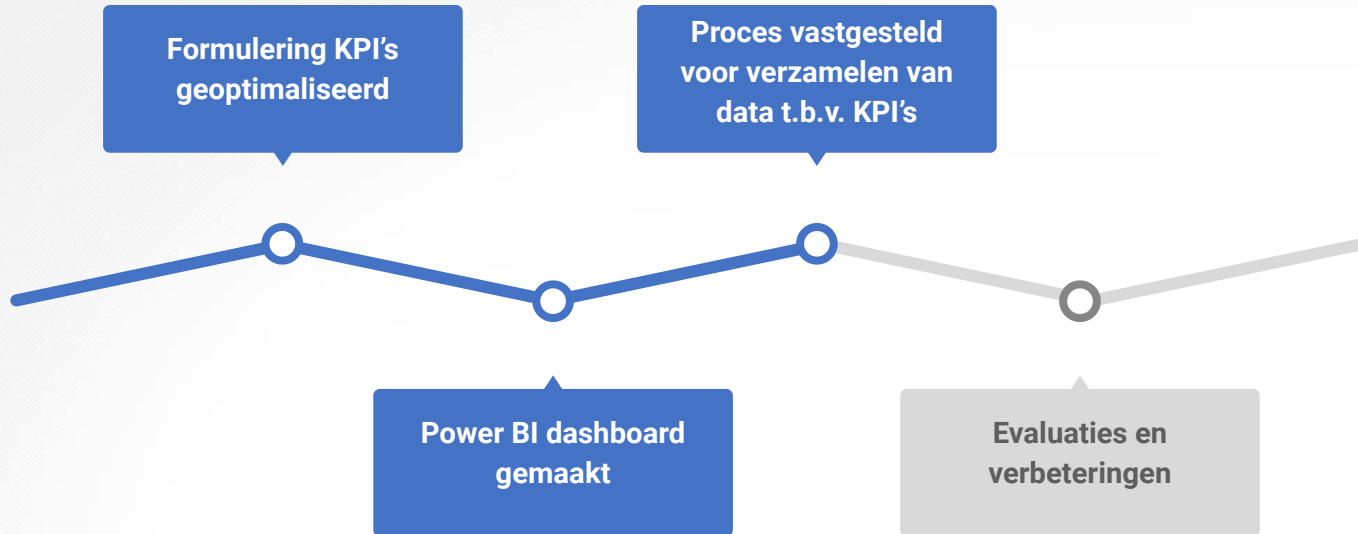 Formulering KPI’s
geoptimaliseerd
Power BI dashboard
gemaakt
Proces vastgesteld
voor verzamelen van
data t.b.v. KPI’s
Evaluaties en
verbeteringen